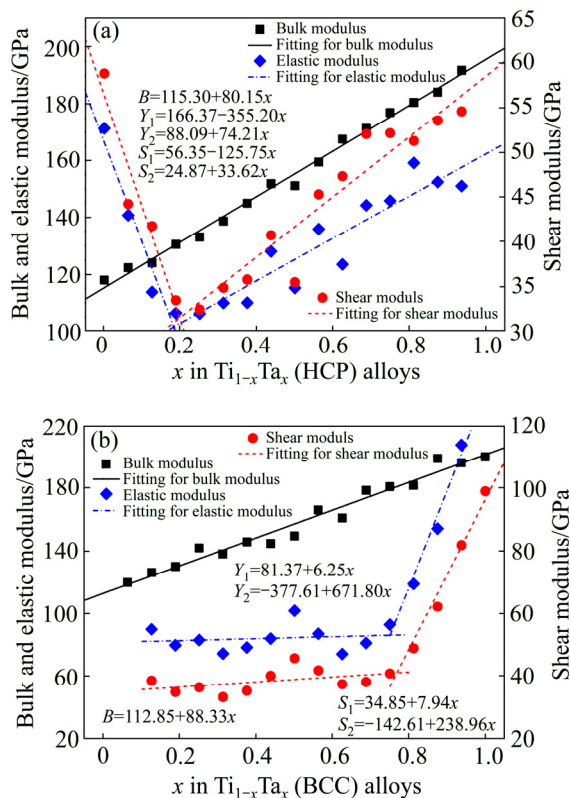 (a)
Bulk modulus
Fitting for bulk modulus
Elastic modulus
Fitting for elastic modulus
B=115.30+80.15x
Y1=166.37−355.20x
Y2=88.09+74.21x
S1=56.35−125.75x
S2=24.87+33.62x
Shear moduls
Fitting for shear modulus
200
180
160
140
120
100
Bulk and elastic modulus/GPa
65
60
55
50
45
40
35
30
Shear modulus/GPa
0 0.2 0.4 0.6 0.8 1.0
x in Ti1−xTax (HCP) alloys
(b)
Shear moduls
Fitting for shear modulus
Bulk modulus
Fitting for bulk modulus
Elastic modulus
Fitting for elastic modulus
Y1=81.37+6.25x
Y2=−377.61+671.80x
B=112.85+88.33x
S1=34.85+7.94x
S2=−142.61+238.96x
220
180
140
100
60
20
Bulk and elastic modulus/GPa
120
100
80
60
40
20
Shear modulus/GPa
0 0.2 0.4 0.6 0.8 1.0
x in Ti1−xTax (BCC) alloys